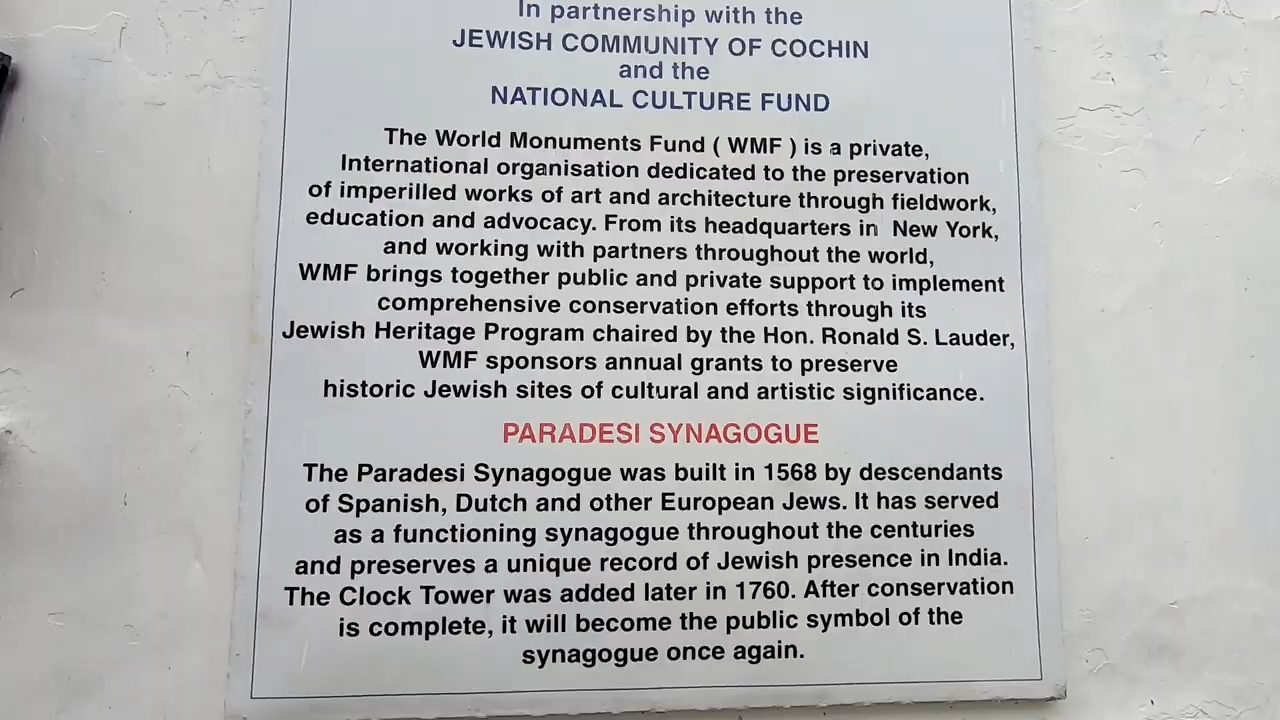 In partnership with the
JEWISH COMMUNITY OF COCHIN
and the
NATIONAL CULTURE FUND
The World Monuments Fund ( WMF ) is a private,
International organisation dedicated to the preservation
of imperilled works of art and architecture through fieldwork,
education and advocacy. From its headquarters in New York,
and working with partners throughout the world,
WMF brings together public and private support to implement
comprehensive conservation efforts through its
Jewish Heritage Program chaired by the Hon. Ronald S. Lauder,
WMF sponsors annual grants to preserve
historic Jewish sites of cultural and artistic significance.
PARADESI SYNAGOGUE
The Paradesi Synagogue was built in 1568 by descendants
of Spanish, Dutch and other European Jews. It has served
as a functioning synagogue throughout the centuries
and preserves a unique record of Jewish presence in India.
The Clock Tower was added later in 1760. After conservation
is complete, it will become the public symbol of the
synagogue once again.